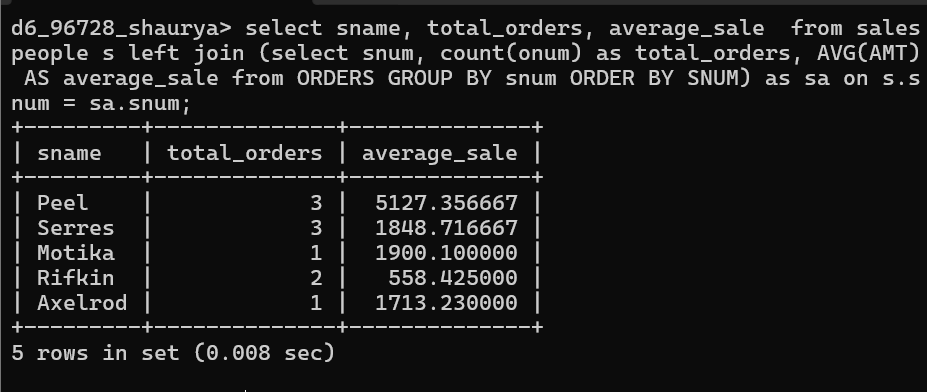 d6_96728_shaurya> select sname, total_orders, average_sale  from sales
people s left join (select snum, count(onum) as total_orders, AVG(AMT)
 AS average_sale from ORDERS GROUP BY snum ORDER BY SNUM) as sa on s.s
num = sa.snum;
+----------+--------------+--------------+
| sname    | total_orders | average_sale |
+----------+--------------+--------------+
| Peel     |            3 |  5127.356667 |
| Serres   |            3 |  1848.716667 |
| Motika   |            1 |  1900.100000 |
| Rifkin   |            2 |   558.425000 |
| Axelrod  |            1 |  1713.230000 |
+----------+--------------+--------------+
5 rows in set (0.008 sec)